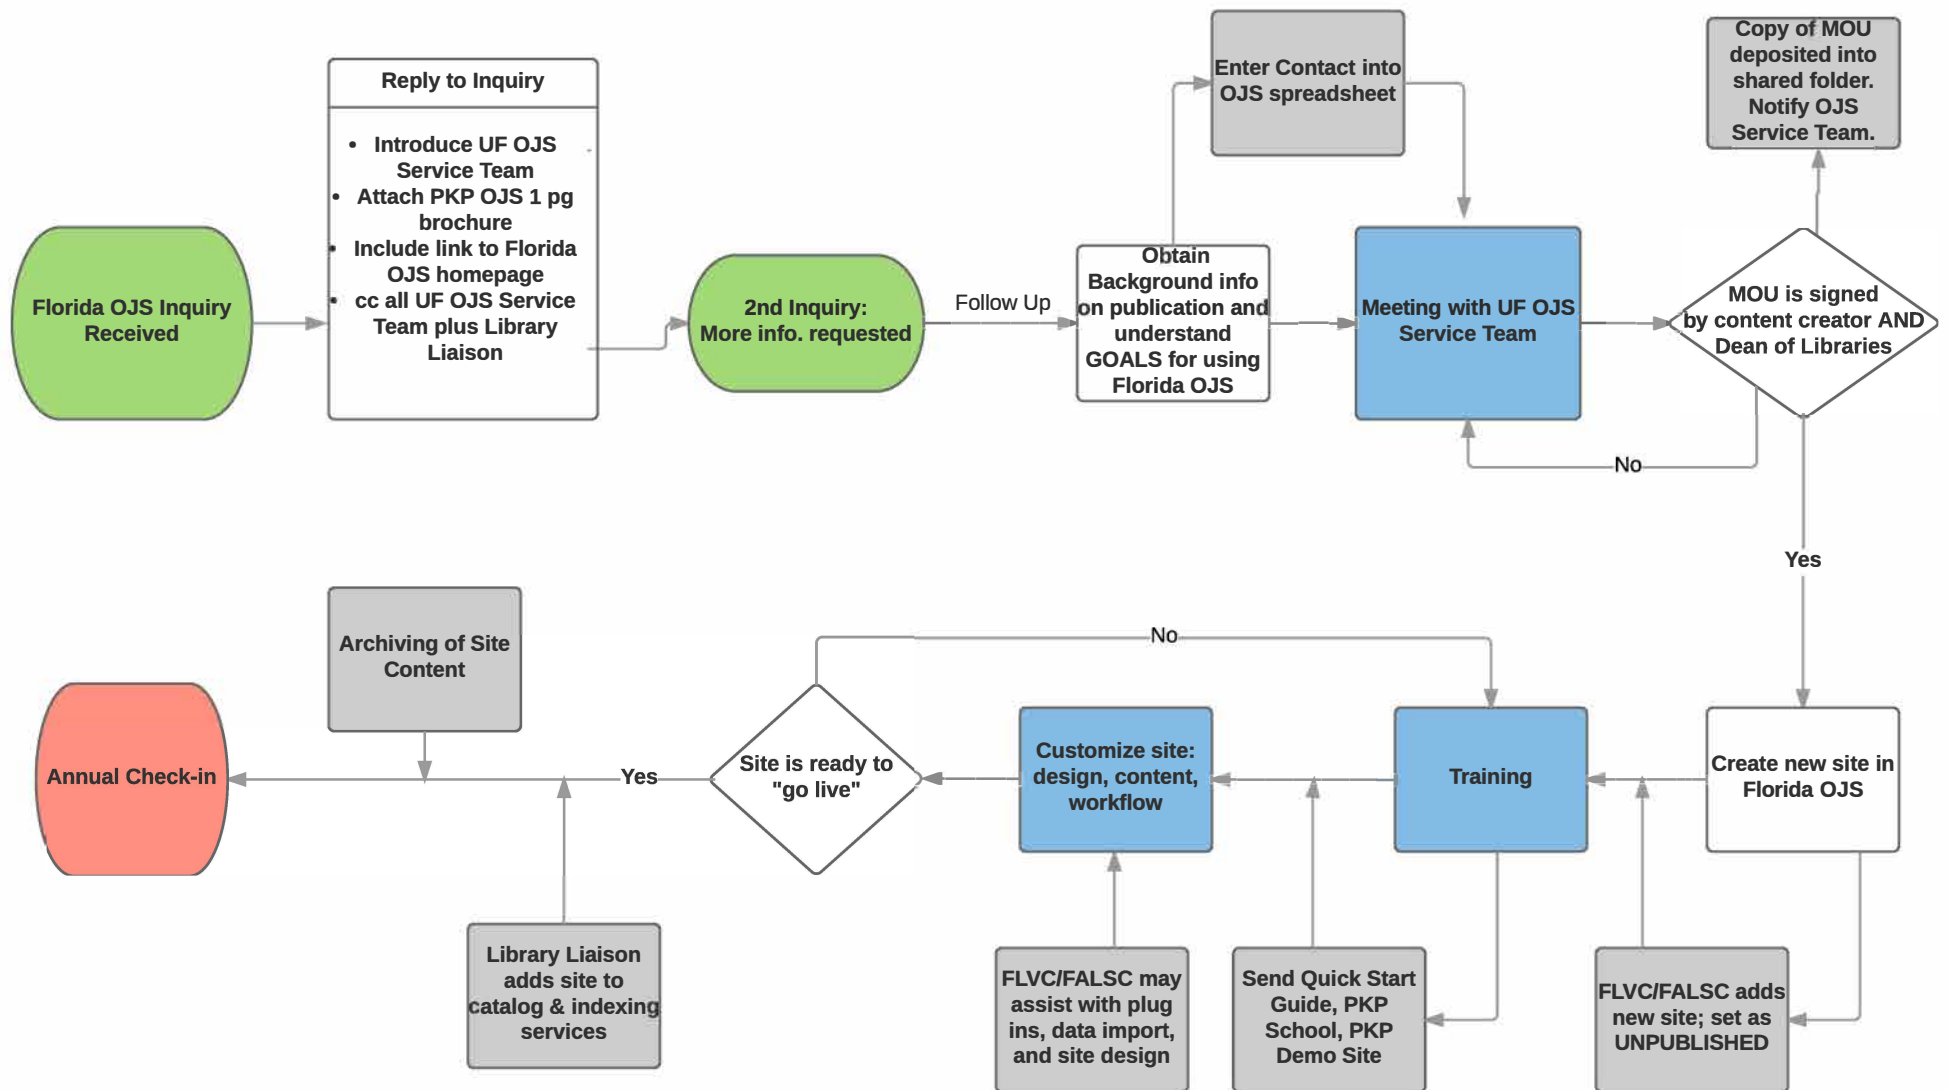 Florida OJS Inquiry
Received
Reply to Inquiry
• Introduce UF OJS
Service Team
• Attach PKP OJS 1 pg
brochure
• Include link to Florida
OJS homepage
• cc all UF OJS Service
Team plus Library
Liaison
2nd Inquiry:
More info. requested
Follow Up
Obtain
Background info
on publication and
understand
GOALS for using
Florida OJS
Enter Contact into
OJS spreadsheet
Meeting with UF OJS
Service Team
MOU is signed
by content creator AND
Dean of Libraries
Copy of MOU
deposited into
shared folder.
Notify OJS
Service Team.
No
Yes
Create new site in
Florida OJS
FLVC/FALSC adds
new site; set as
UNPUBLISHED
Training
Send Quick Start
Guide, PKP
School, PKP
Demo Site
Customize site:
design, content,
workflow
FLVC/FALSC may
assist with plug
ins, data import,
and site design
Site is ready to
"go live"
No
Yes
Library Liaison
adds site to
catalog & indexing
services
Archiving of Site
Content
Annual Check-in